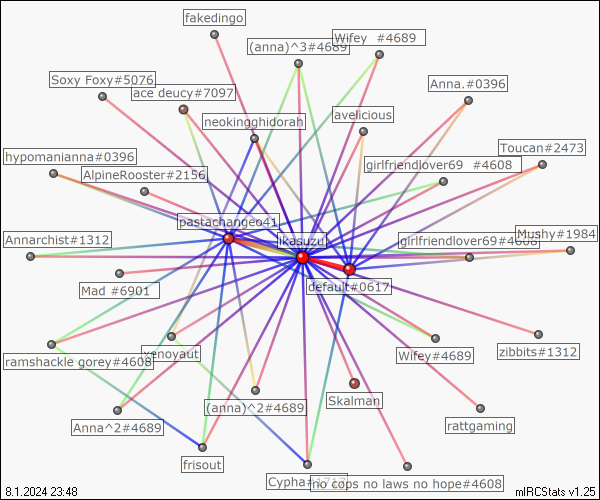 fakedingo
(anna)^3#4689
Wifey #4689
Soxy Foxy#5076
ace deucy#7097
Anna.#0396
neokingghidorah
avelicious
Toucan#2473
hypomanianna#0396
AlpineRooster#2156
girlfriendlover69 #4608
pastachange41
Annarchist#1312
ikasuzu
girlfriendlover69#4608
Mushy#1984
Mad #6901
default#0617
ramshackle gorey#4608
xenoyaut
Wifey#4689
zibbits#1312
Anna^2#4689
(anna)^2#4689
Skalman
rattgaming
frisout
no cops no laws no hope#4608
8.1.2024 23:48
mIRCStats v1.25